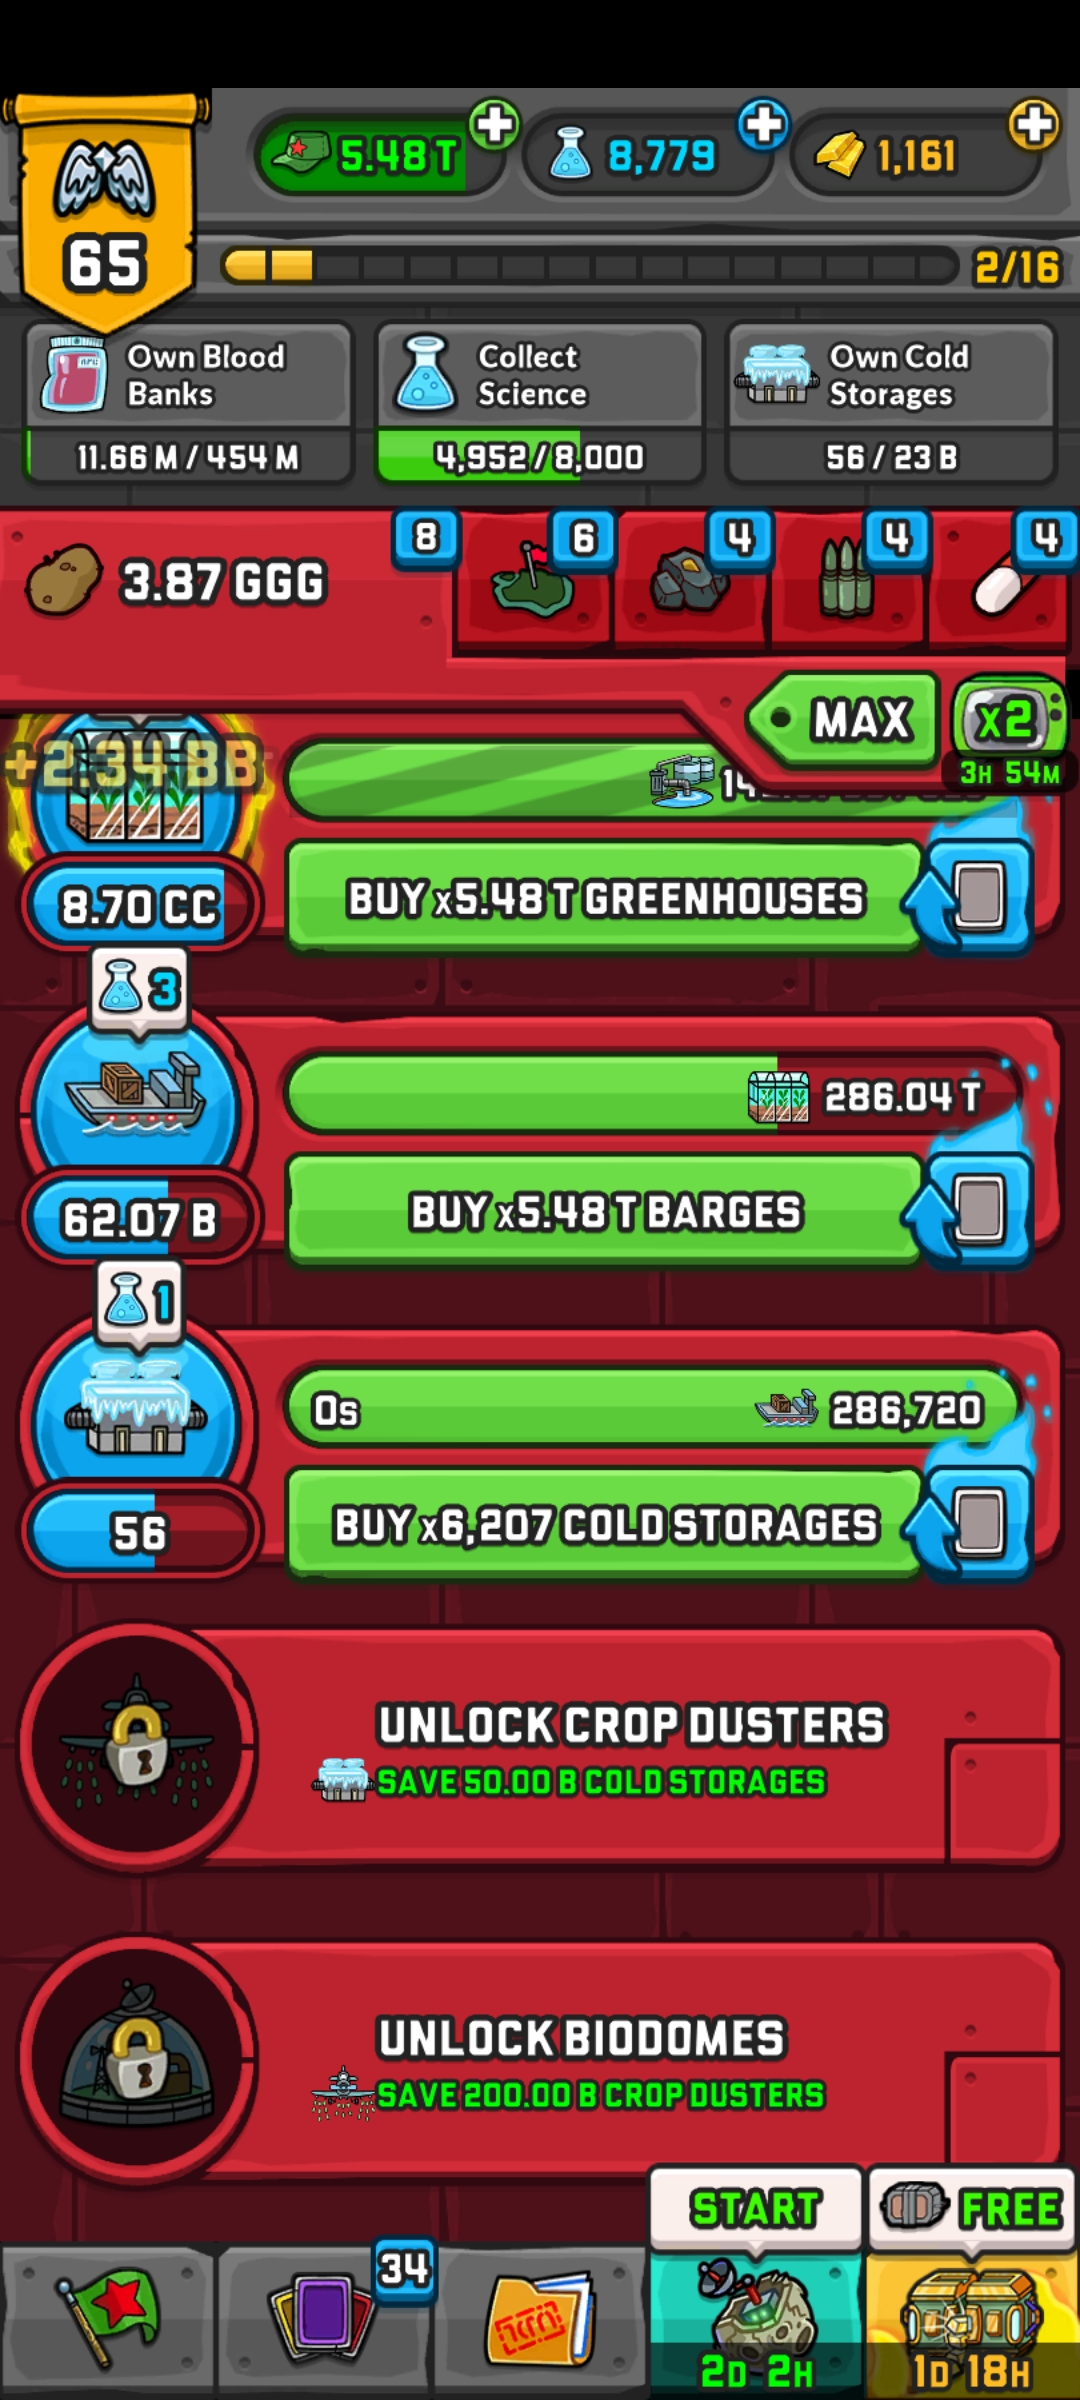 5.48 T
8,779
1,161
65
2/16
Own Blood
Banks
11.66 M / 454 M
Collect
Science
4,952/8,000
Own Cold
Storages
56 / 23 B
3.87 GGG
8
6
4
4
4
MAX
x2
3H 54M
+2.34 BB
8.70 CC
BUY x5.48 T GREENHOUSES
3
286.04 T
62.07 B
BUY x5.48 T BARGES
1
0s
286,720
56
BUY x6,207 COLD STORAGES
UNLOCK CROP DUSTERS
SAVE 50.00 B COLD STORAGES
UNLOCK BIODOMES
SAVE 200.00 B CROP DUSTERS
START
FREE
34
2D 2H
1D 18H